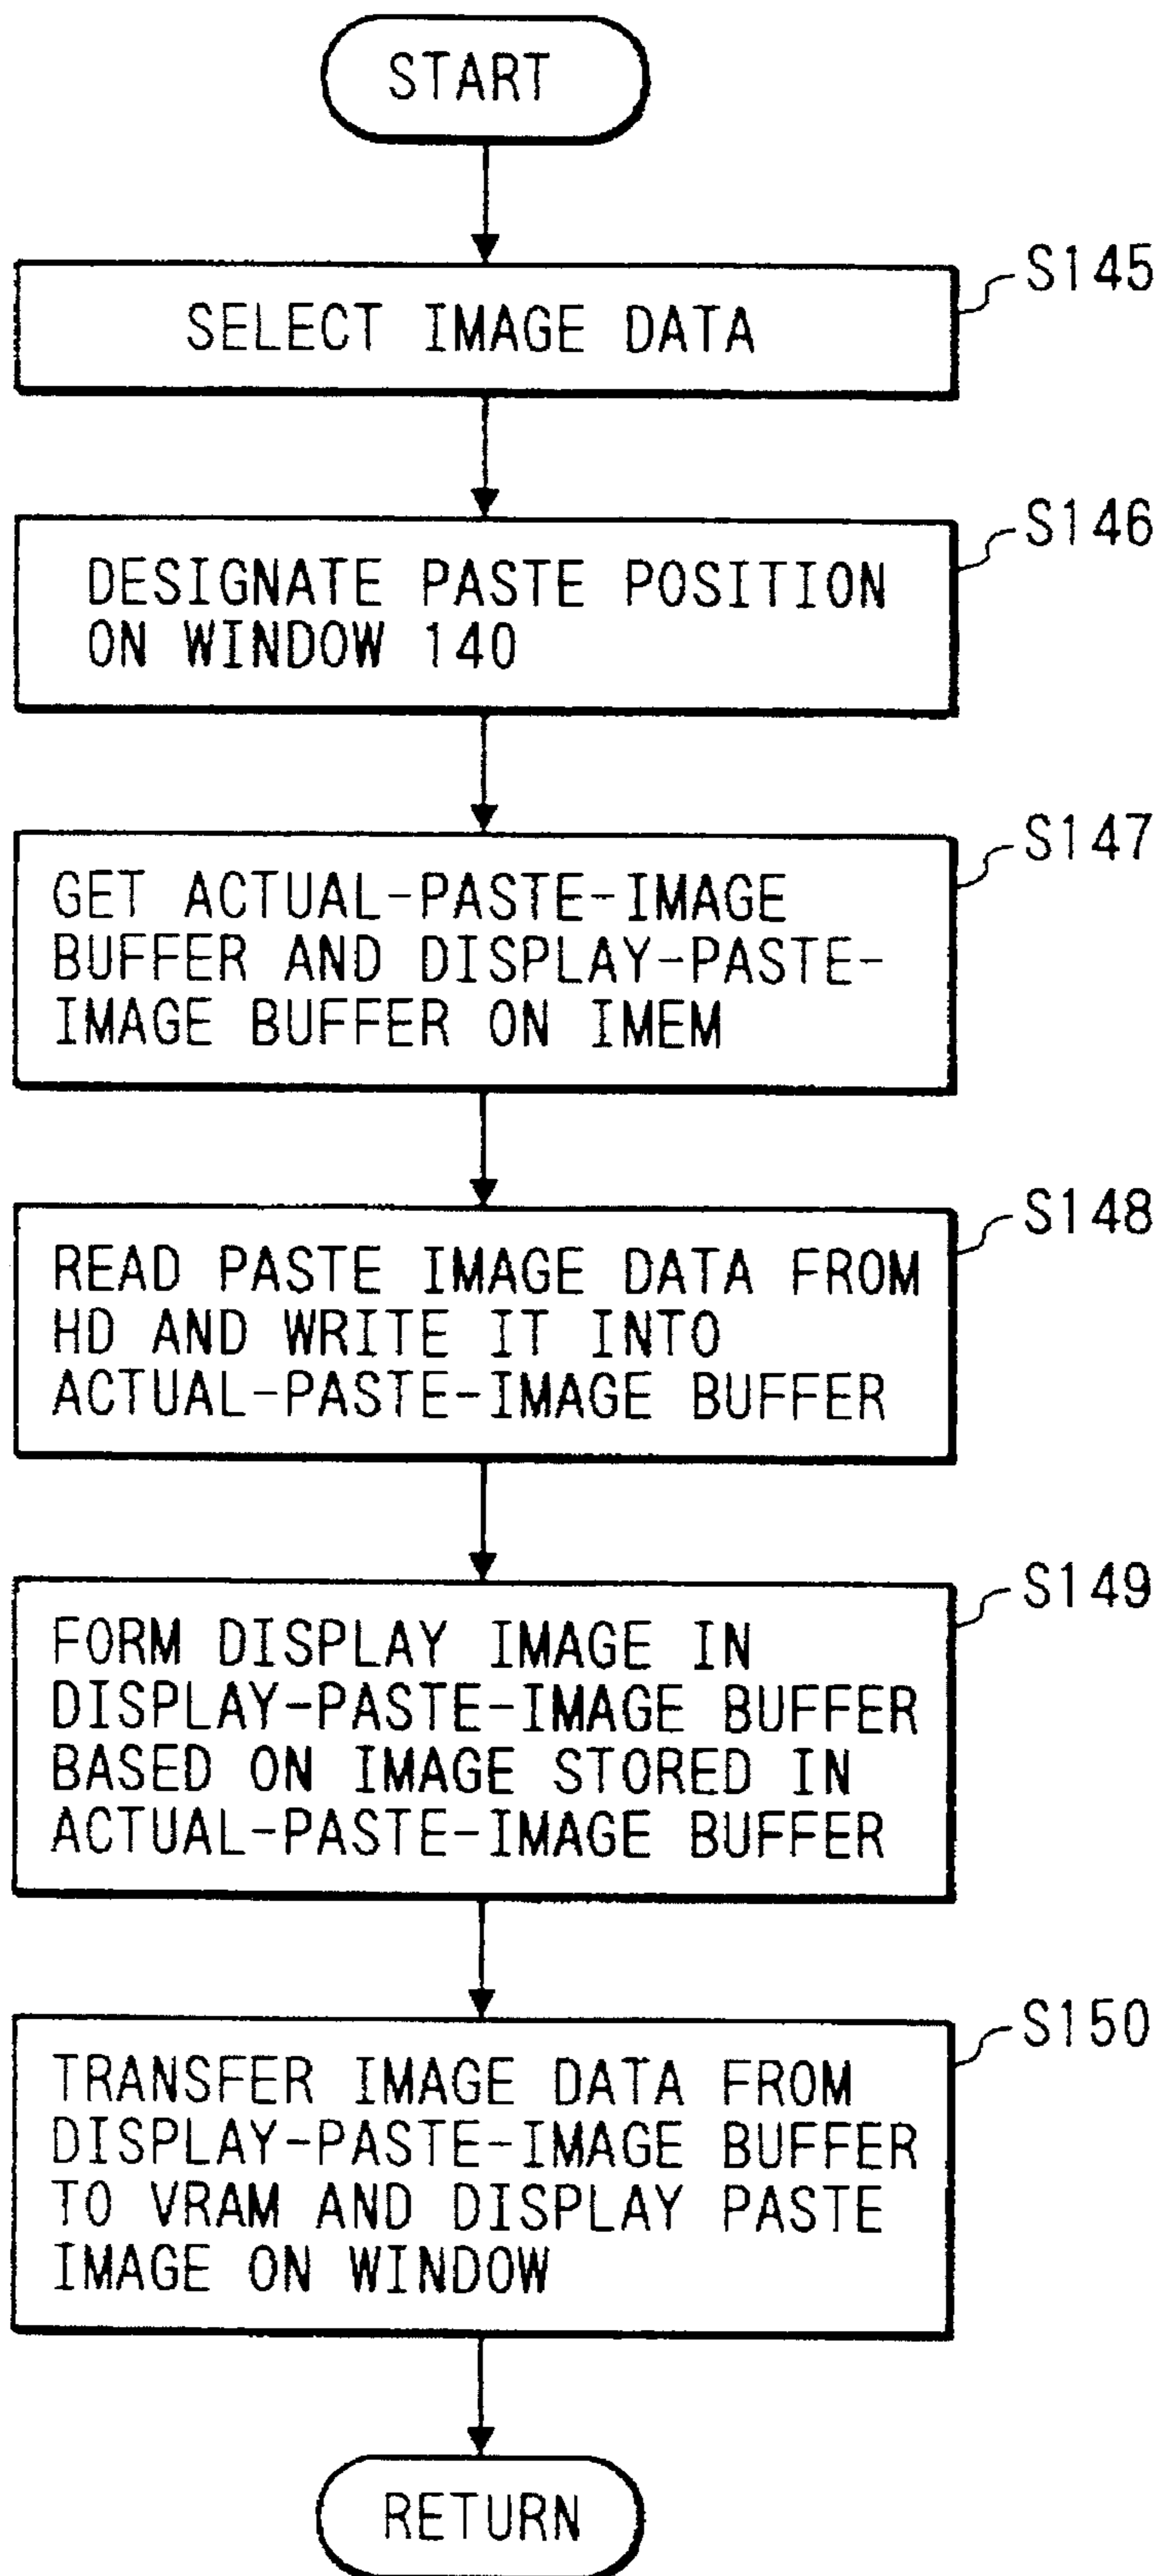 START
S145
SELECT IMAGE DATA
S146
DESIGNATE PASTE POSITION
ON WINDOW 140
S147
GET ACTUAL-PASTE-IMAGE
BUFFER AND DISPLAY-PASTE-
IMAGE BUFFER ON IMEM
S148
READ PASTE IMAGE DATA FROM
HD AND WRITE IT INTO
ACTUAL-PASTE-IMAGE BUFFER
S149
FORM DISPLAY IMAGE IN
DISPLAY-PASTE-IMAGE BUFFER
BASED ON IMAGE STORED IN
ACTUAL-PASTE-IMAGE BUFFER
S150
TRANSFER IMAGE DATA FROM
DISPLAY-PASTE-IMAGE BUFFER
TO VRAM AND DISPLAY PASTE
IMAGE ON WINDOW
RETURN